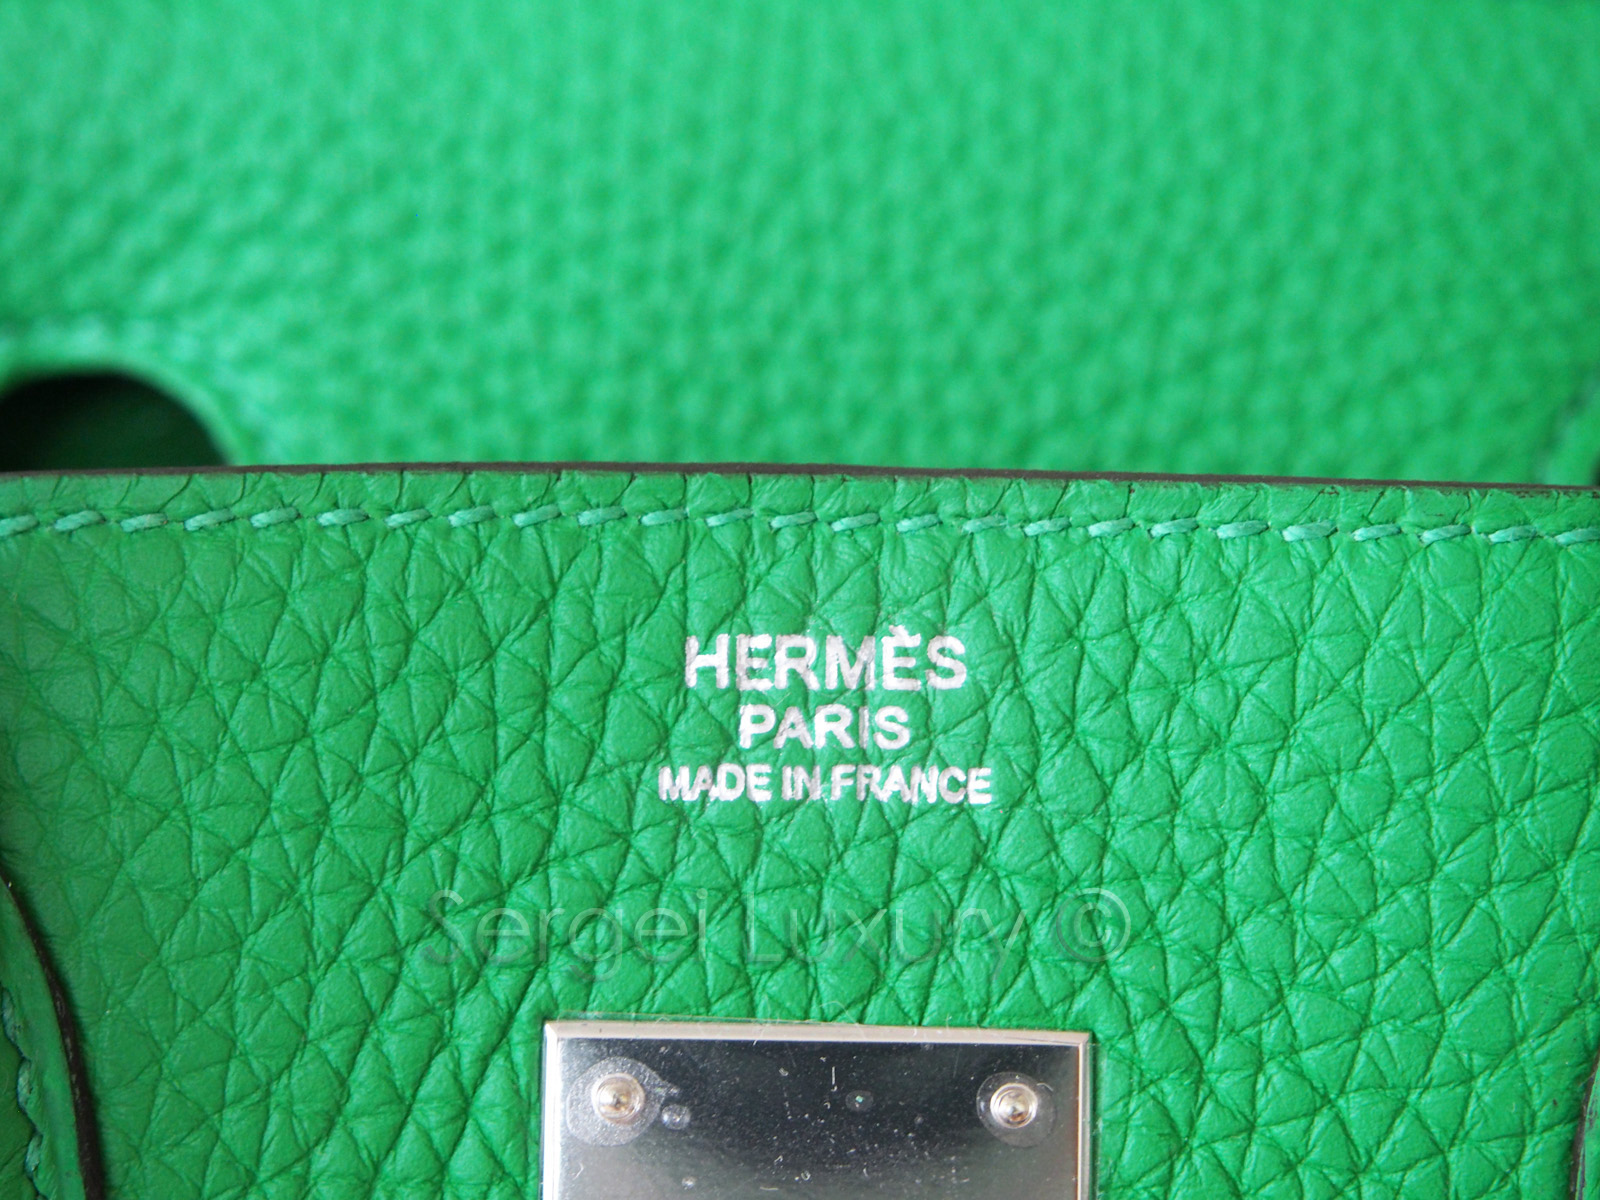 HERMÈS
PARIS
MADE IN FRANCE
Sergei Luxury ©